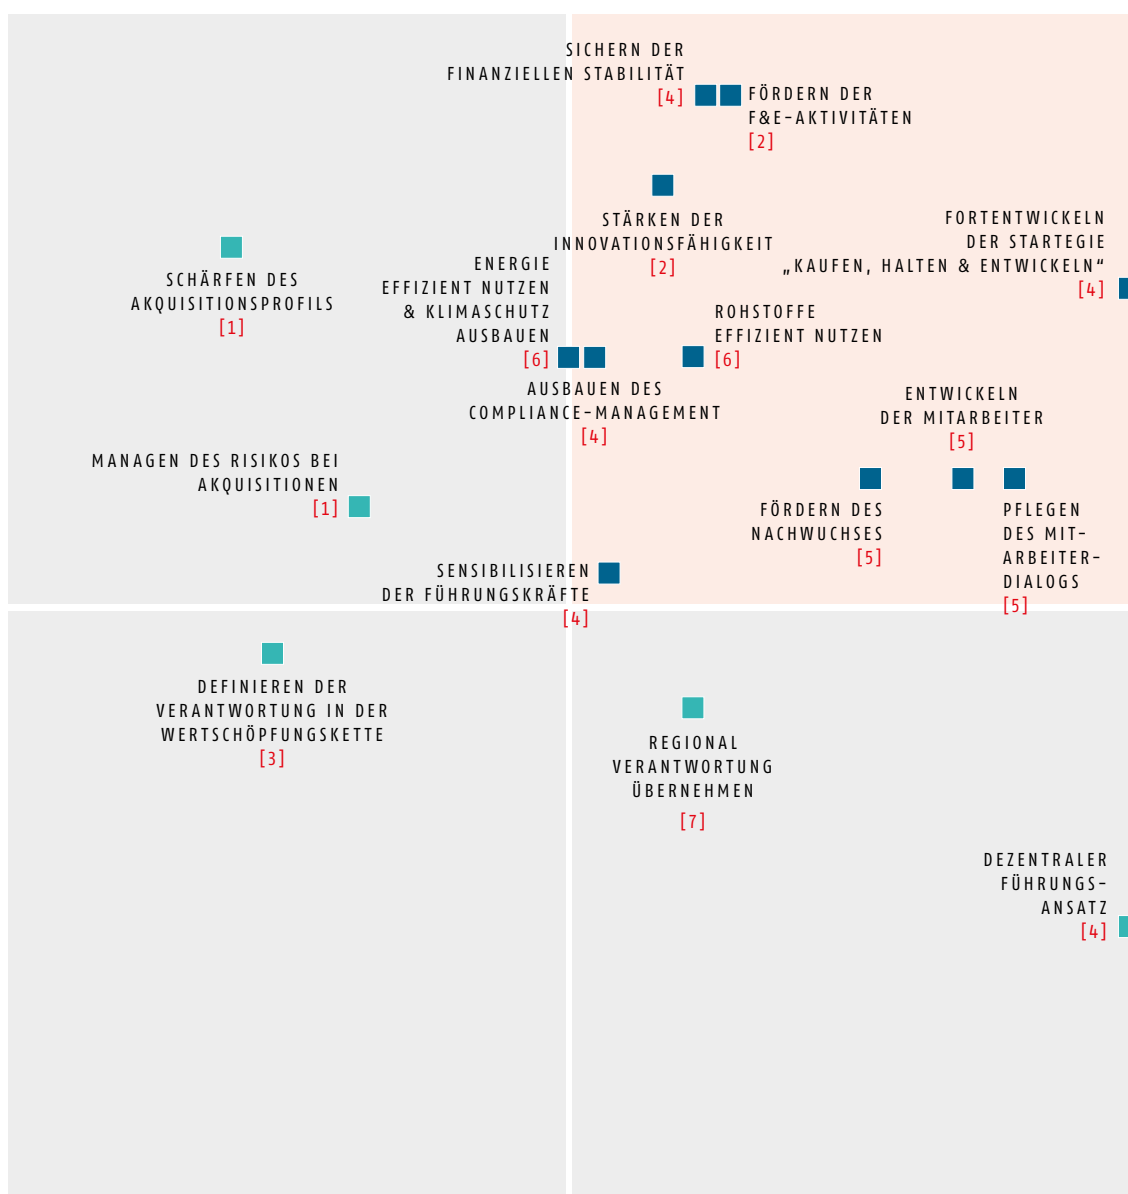 SICHERN DER
FINANZIELLEN STABILITÄT
[4]
FÖRDERN DER
F&E-AKTIVITÄTEN
[2]
STÄRKEN DER
INNOVATIONSFÄHIGKEIT
[2]
FORTENTWICKELN
DER STARTEGIE
„KAUFEN, HALTEN & ENTWICKELN“
[4]
SCHÄRFEN DES
AKQUISITIONSPROFILS
[1]
ENERGIE
EFFIZIENT NUTZEN
& KLIMASCHUTZ
AUSBAUEN
[6]
ROHSTOFFE
EFFIZIENT NUTZEN
[6]
AUSBAUEN DES
COMPLIANCE-MANAGEMENT
[4]
ENTWICKELN
DER MITARBEITER
[5]
MANAGEN DES RISIKOS BEI
AKQUISITIONEN
[1]
FÖRDERN DES
NACHWUCHSES
[5]
PFLEGEN
DES MIT-
ARBEITER-
DIALOGS
[5]
SENSIBILISIEREN
DER FÜHRUNGSKRÄFTE
[4]
DEFINIEREN DER
VERANTWORTUNG IN DER
WERTSCHÖPFUNGSKETTE
[3]
REGIONAL
VERANTWORTUNG
ÜBERNEHMEN
[7]
DEZENTRALER
FÜHRUNGS-
ANSATZ
[4]